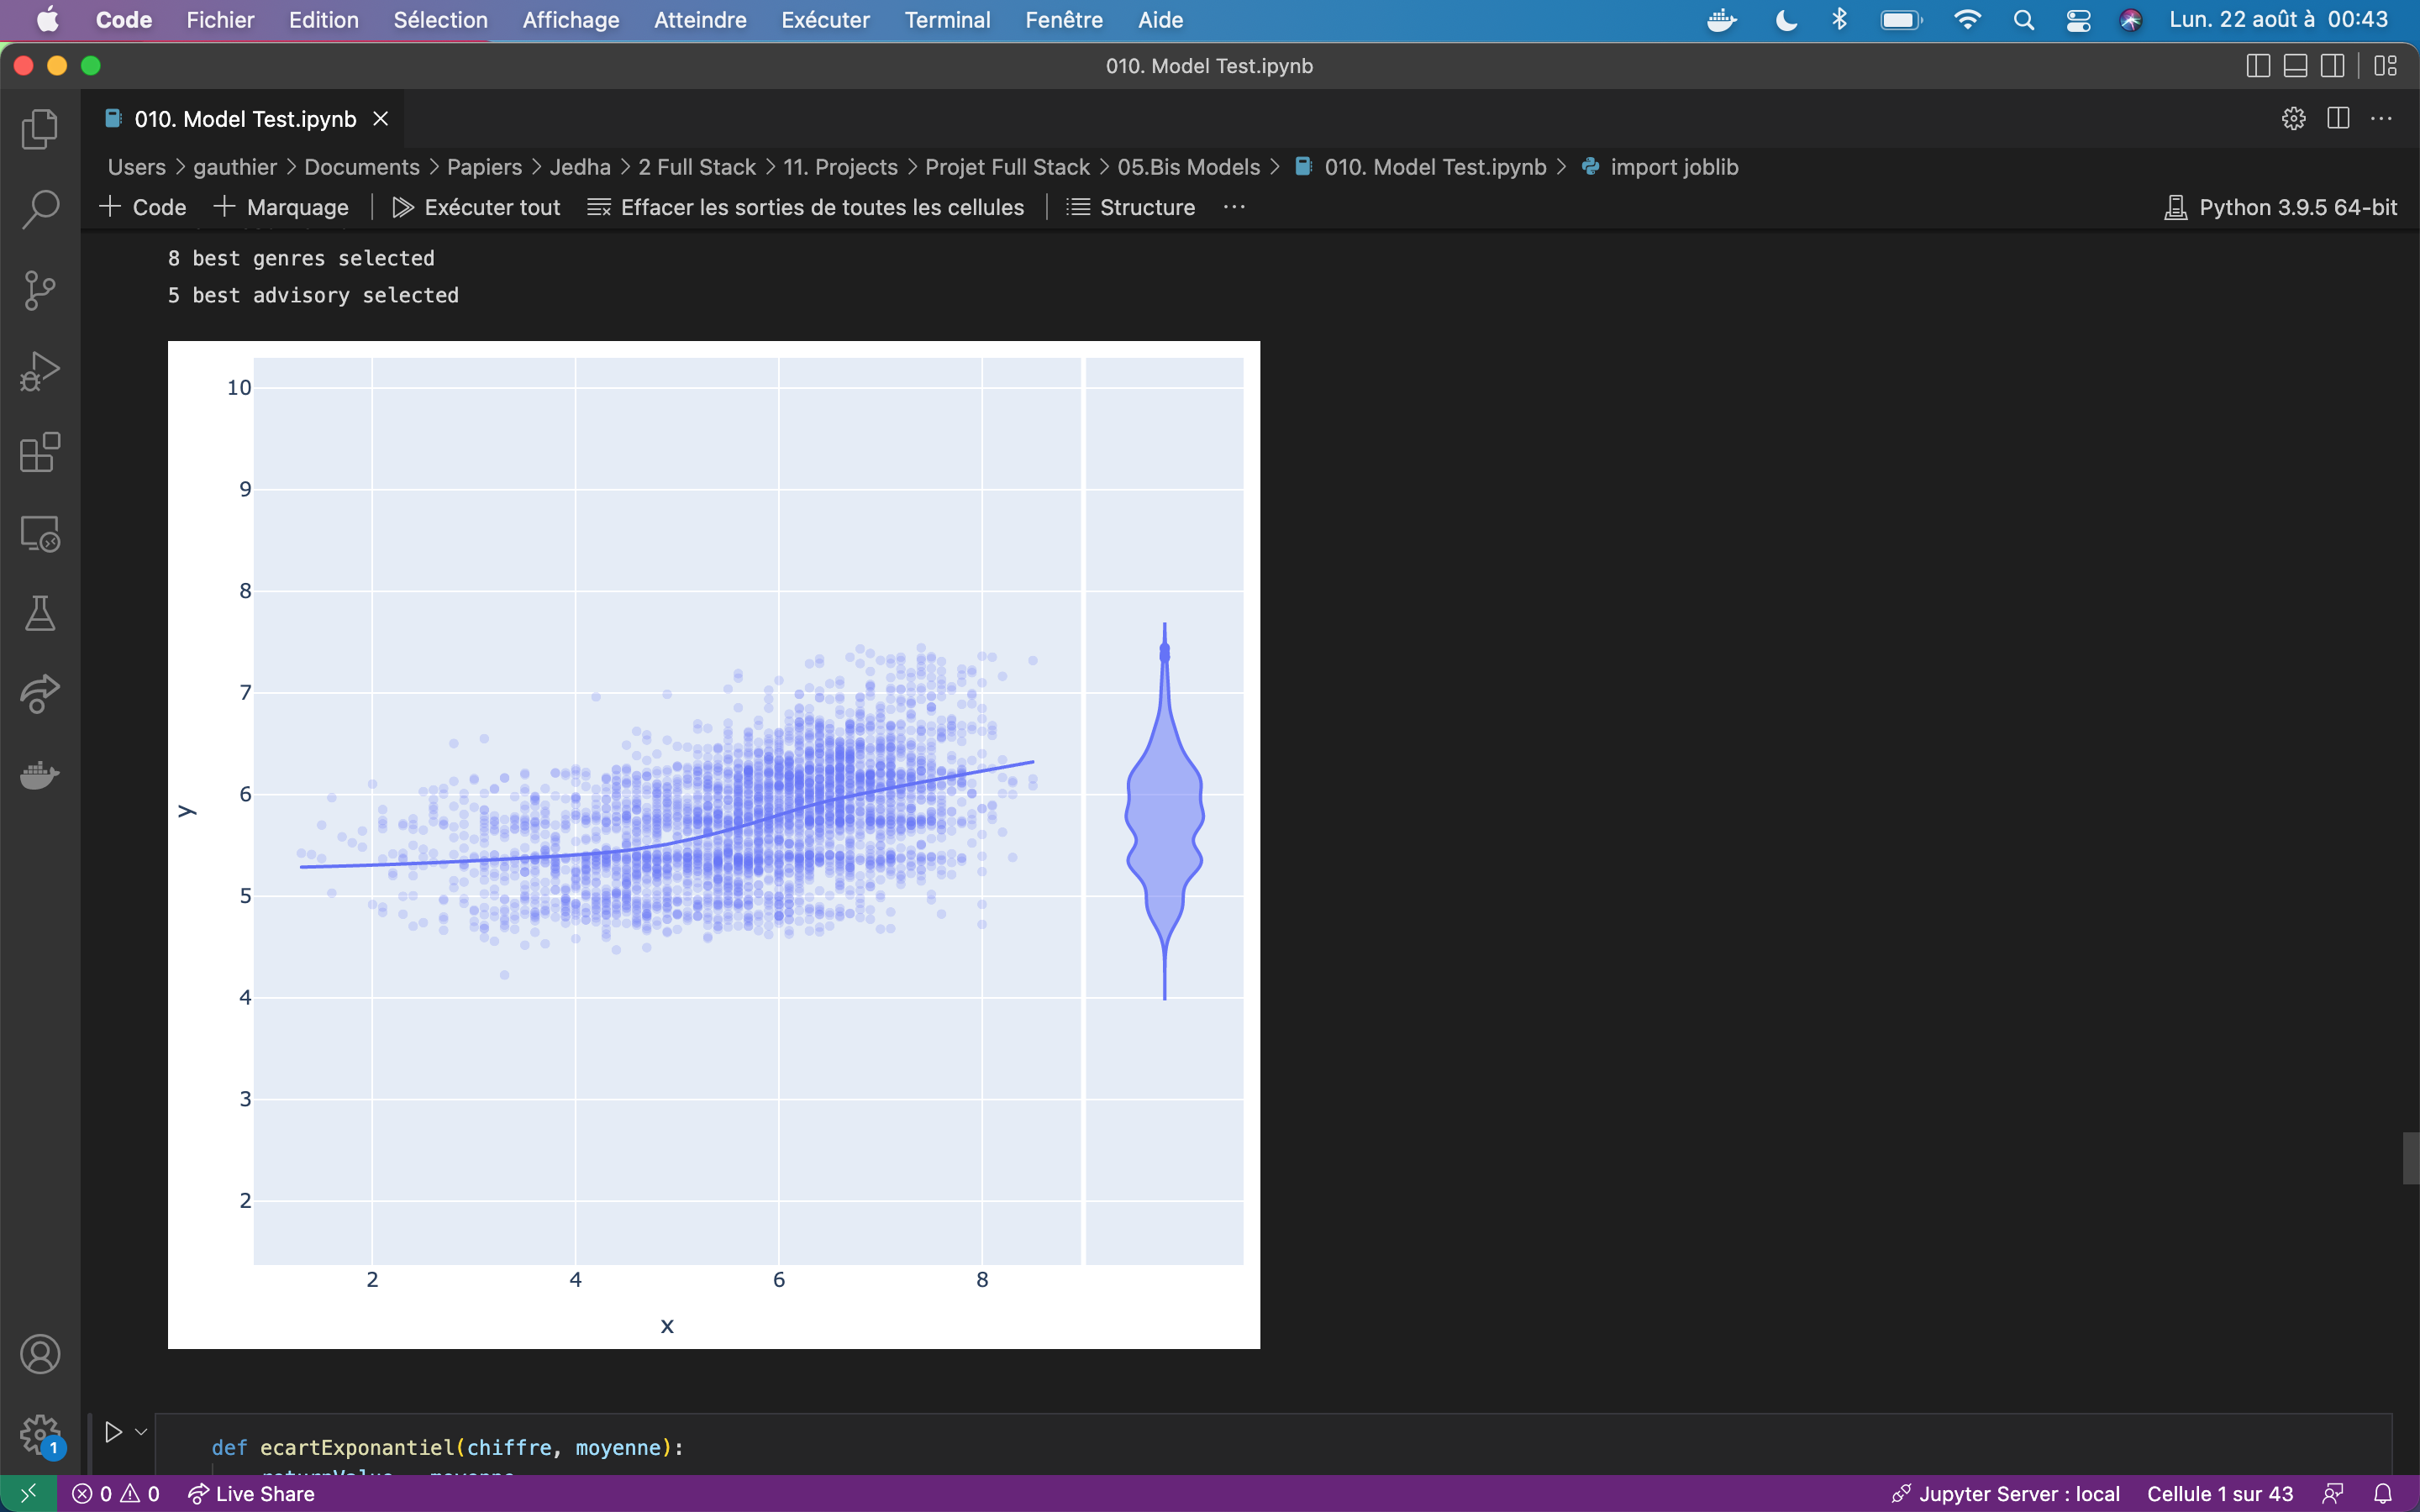 Code Fichier Edition Sélection Affichage Atteindre Exécuter Terminal Fenêtre Aide Lun. 22 août à 00:43
010. Model Test.ipynb
010. Model Test.ipynb
Users > gauthier > Documents > Papiers > Jedha > 2 Full Stack > 11. Projects > Projet Full Stack > 05.Bis Models > 010. Model Test.ipynb > import joblib
+ Code + Marquage | Exécuter tout Effacer les sorties de toutes les cellules | Structure ··· Python 3.9.5 64-bit
8 best genres selected
5 best advisory selected
10
9
8
7
6
y
5
4
3
2
2 4 6 8
x
def ecartExponantiel(chiffre, moyenne):
1
0 0 Live Share Jupyter Server : local Cellule 1 sur 43